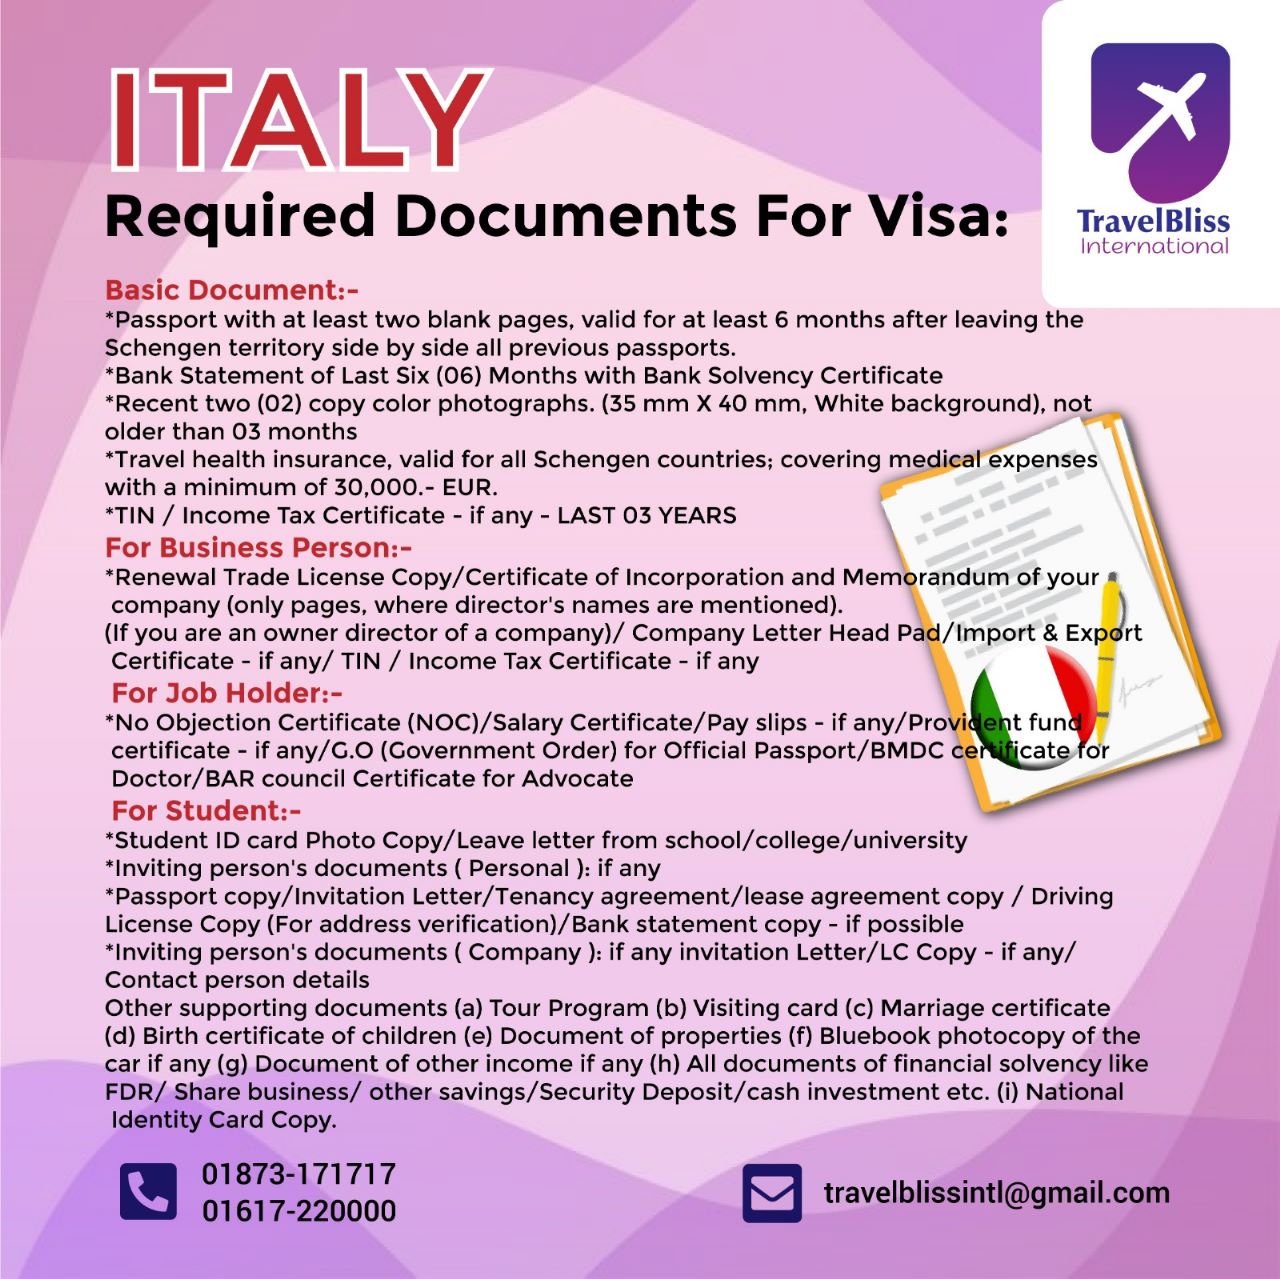 ITALY
TravelBliss
International
Required Documents For Visa:
Basic Document:-
*Passport with at least two blank pages, valid for at least 6 months after leaving the
Schengen territory side by side all previous passports.
*Bank Statement of Last Six (06) Months with Bank Solvency Certificate
*Recent two (02) copy color photographs. (35 mm X 40 mm, White background), not
older than 03 months
*Travel health insurance, valid for all Schengen countries; covering medical expenses
with a minimum of 30,000.- EUR.
*TIN / Income Tax Certificate - if any - LAST 03 YEARS
For Business Person:-
*Renewal Trade License Copy/Certificate of Incorporation and Memorandum of your
company (only pages, where director's names are mentioned).
(If you are an owner director of a company)/ Company Letter Head Pad/Import & Export
Certificate - if any/ TIN / Income Tax Certificate - if any
For Job Holder:-
*No Objection Certificate (NOC)/Salary Certificate/Pay slips - if any/Provident fund
certificate - if any/G.O (Government Order) for Official Passport/BMDC certificate for
Doctor/BAR council Certificate for Advocate
For Student:-
*Student ID card Photo Copy/Leave letter from school/college/university
*Inviting person's documents ( Personal ): if any
*Passport copy/Invitation Letter/Tenancy agreement/lease agreement copy / Driving
License Copy (For address verification)/Bank statement copy - if possible
*Inviting person's documents ( Company ): if any invitation Letter/LC Copy - if any/
Contact person details
Other supporting documents (a) Tour Program (b) Visiting card (c) Marriage certificate
(d) Birth certificate of children (e) Document of properties (f) Bluebook photocopy of the
car if any (g) Document of other income if any (h) All documents of financial solvency like
FDR/ Share business/ other savings/Security Deposit/cash investment etc. (i) National
Identity Card Copy.
01873-171717
01617-220000
travelblissintl@gmail.com